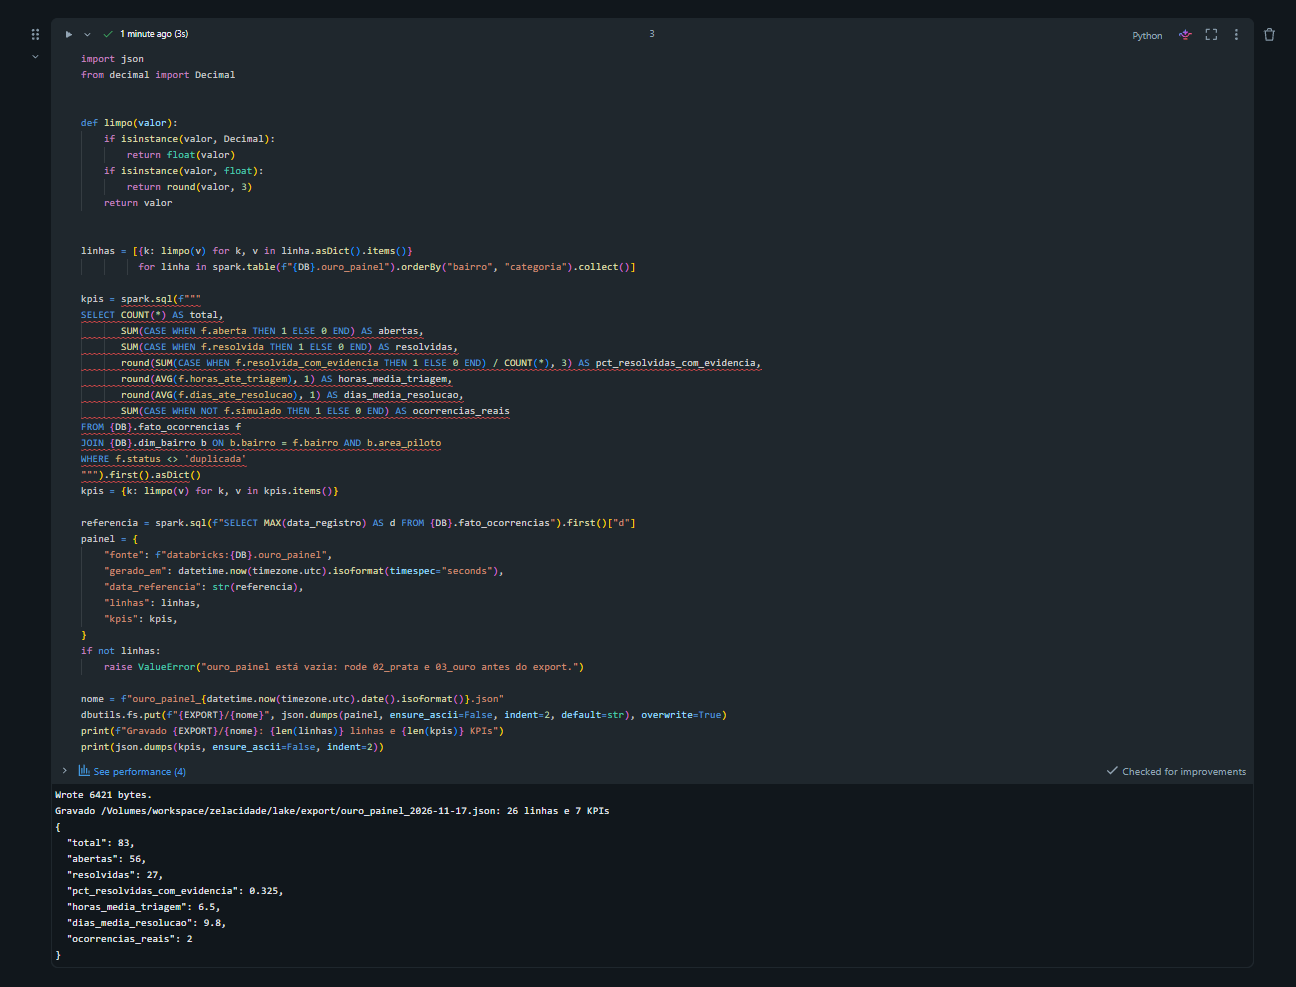 1 minute ago (3s)
3
Python
import json
from decimal import Decimal
def limpo(valor):
    if isinstance(valor, Decimal):
        return float(valor)
    if isinstance(valor, float):
        return round(valor, 3)
    return valor
linhas = [{k: limpo(v) for k, v in linha.asDict().items()}
          for linha in spark.table(f"{DB}.ouro_painel").orderBy("bairro", "categoria").collect()]
kpis = spark.sql(f"""
SELECT COUNT(*) AS total,
       SUM(CASE WHEN f.aberta THEN 1 ELSE 0 END) AS abertas,
       SUM(CASE WHEN f.resolvida THEN 1 ELSE 0 END) AS resolvidas,
       round(SUM(CASE WHEN f.resolvida_com_evidencia THEN 1 ELSE 0 END) / COUNT(*), 3) AS pct_resolvidas_com_evidencia,
       round(AVG(f.horas_ate_triagem), 1) AS horas_media_triagem,
       round(AVG(f.dias_ate_resolucao), 1) AS dias_media_resolucao,
       SUM(CASE WHEN NOT f.simulado THEN 1 ELSE 0 END) AS ocorrencias_reais
FROM {DB}.fato_ocorrencias f
JOIN {DB}.dim_bairro b ON b.bairro = f.bairro AND b.area_piloto
WHERE f.status <> 'duplicada'
""").first().asDict()
kpis = {k: limpo(v) for k, v in kpis.items()}
referencia = spark.sql(f"SELECT MAX(data_registro) AS d FROM {DB}.fato_ocorrencias").first()["d"]
painel = {
    "fonte": f"databricks:{DB}.ouro_painel",
    "gerado_em": datetime.now(timezone.utc).isoformat(timespec="seconds"),
    "data_referencia": str(referencia),
    "linhas": linhas,
    "kpis": kpis,
}
if not linhas:
    raise ValueError("ouro_painel está vazia: rode 02_prata e 03_ouro antes do export.")
nome = f"ouro_painel_{datetime.now(timezone.utc).date().isoformat()}.json"
dbutils.fs.put(f"{EXPORT}/{nome}", json.dumps(painel, ensure_ascii=False, indent=2, default=str), overwrite=True)
print(f"Gravado {EXPORT}/{nome}: {len(linhas)} linhas e {len(kpis)} KPIs")
print(json.dumps(kpis, ensure_ascii=False, indent=2))
See performance (4)
Checked for improvements
Wrote 6421 bytes.
Gravado /Volumes/workspace/zelacidade/lake/export/ouro_painel_2026-11-17.json: 26 linhas e 7 KPIs
{
  "total": 83,
  "abertas": 56,
  "resolvidas": 27,
  "pct_resolvidas_com_evidencia": 0.325,
  "horas_media_triagem": 6.5,
  "dias_media_resolucao": 9.8,
  "ocorrencias_reais": 2
}